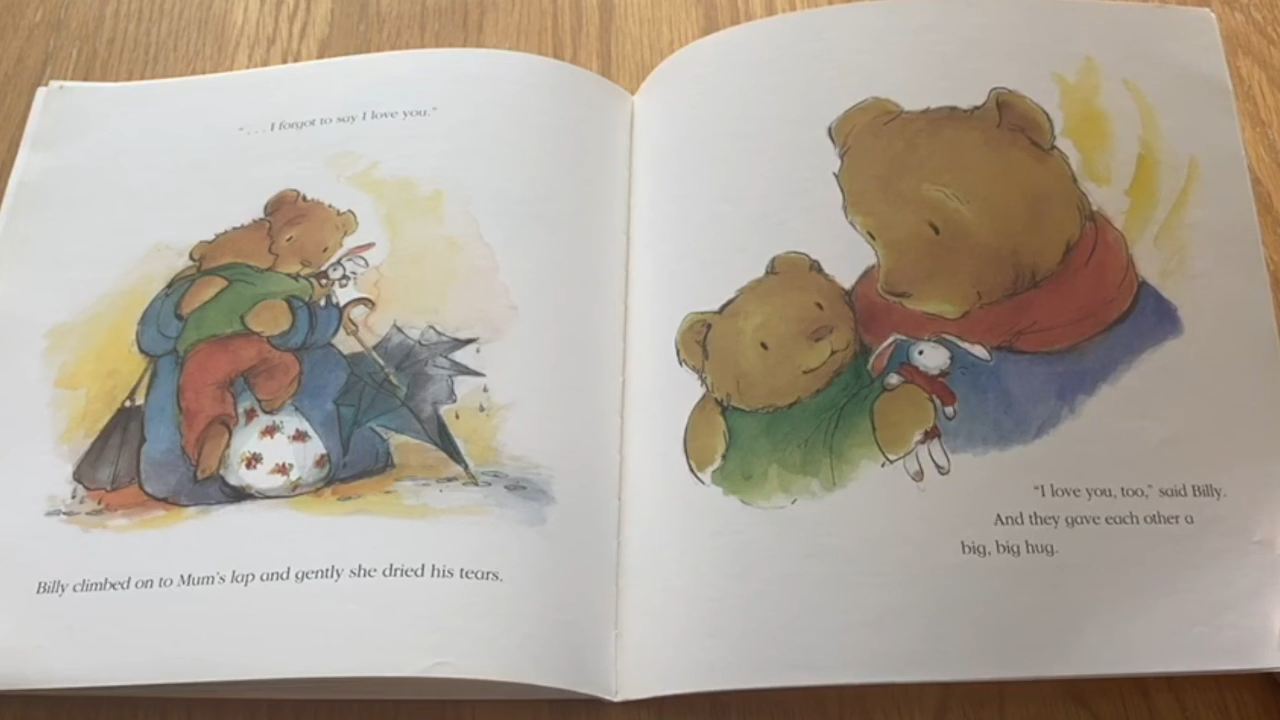 “. . . I forgot to say I love you.”
Billy climbed on to Mum’s lap and gently she dried his tears.
“I love you, too,” said Billy.
And they gave each other a
big, big hug.